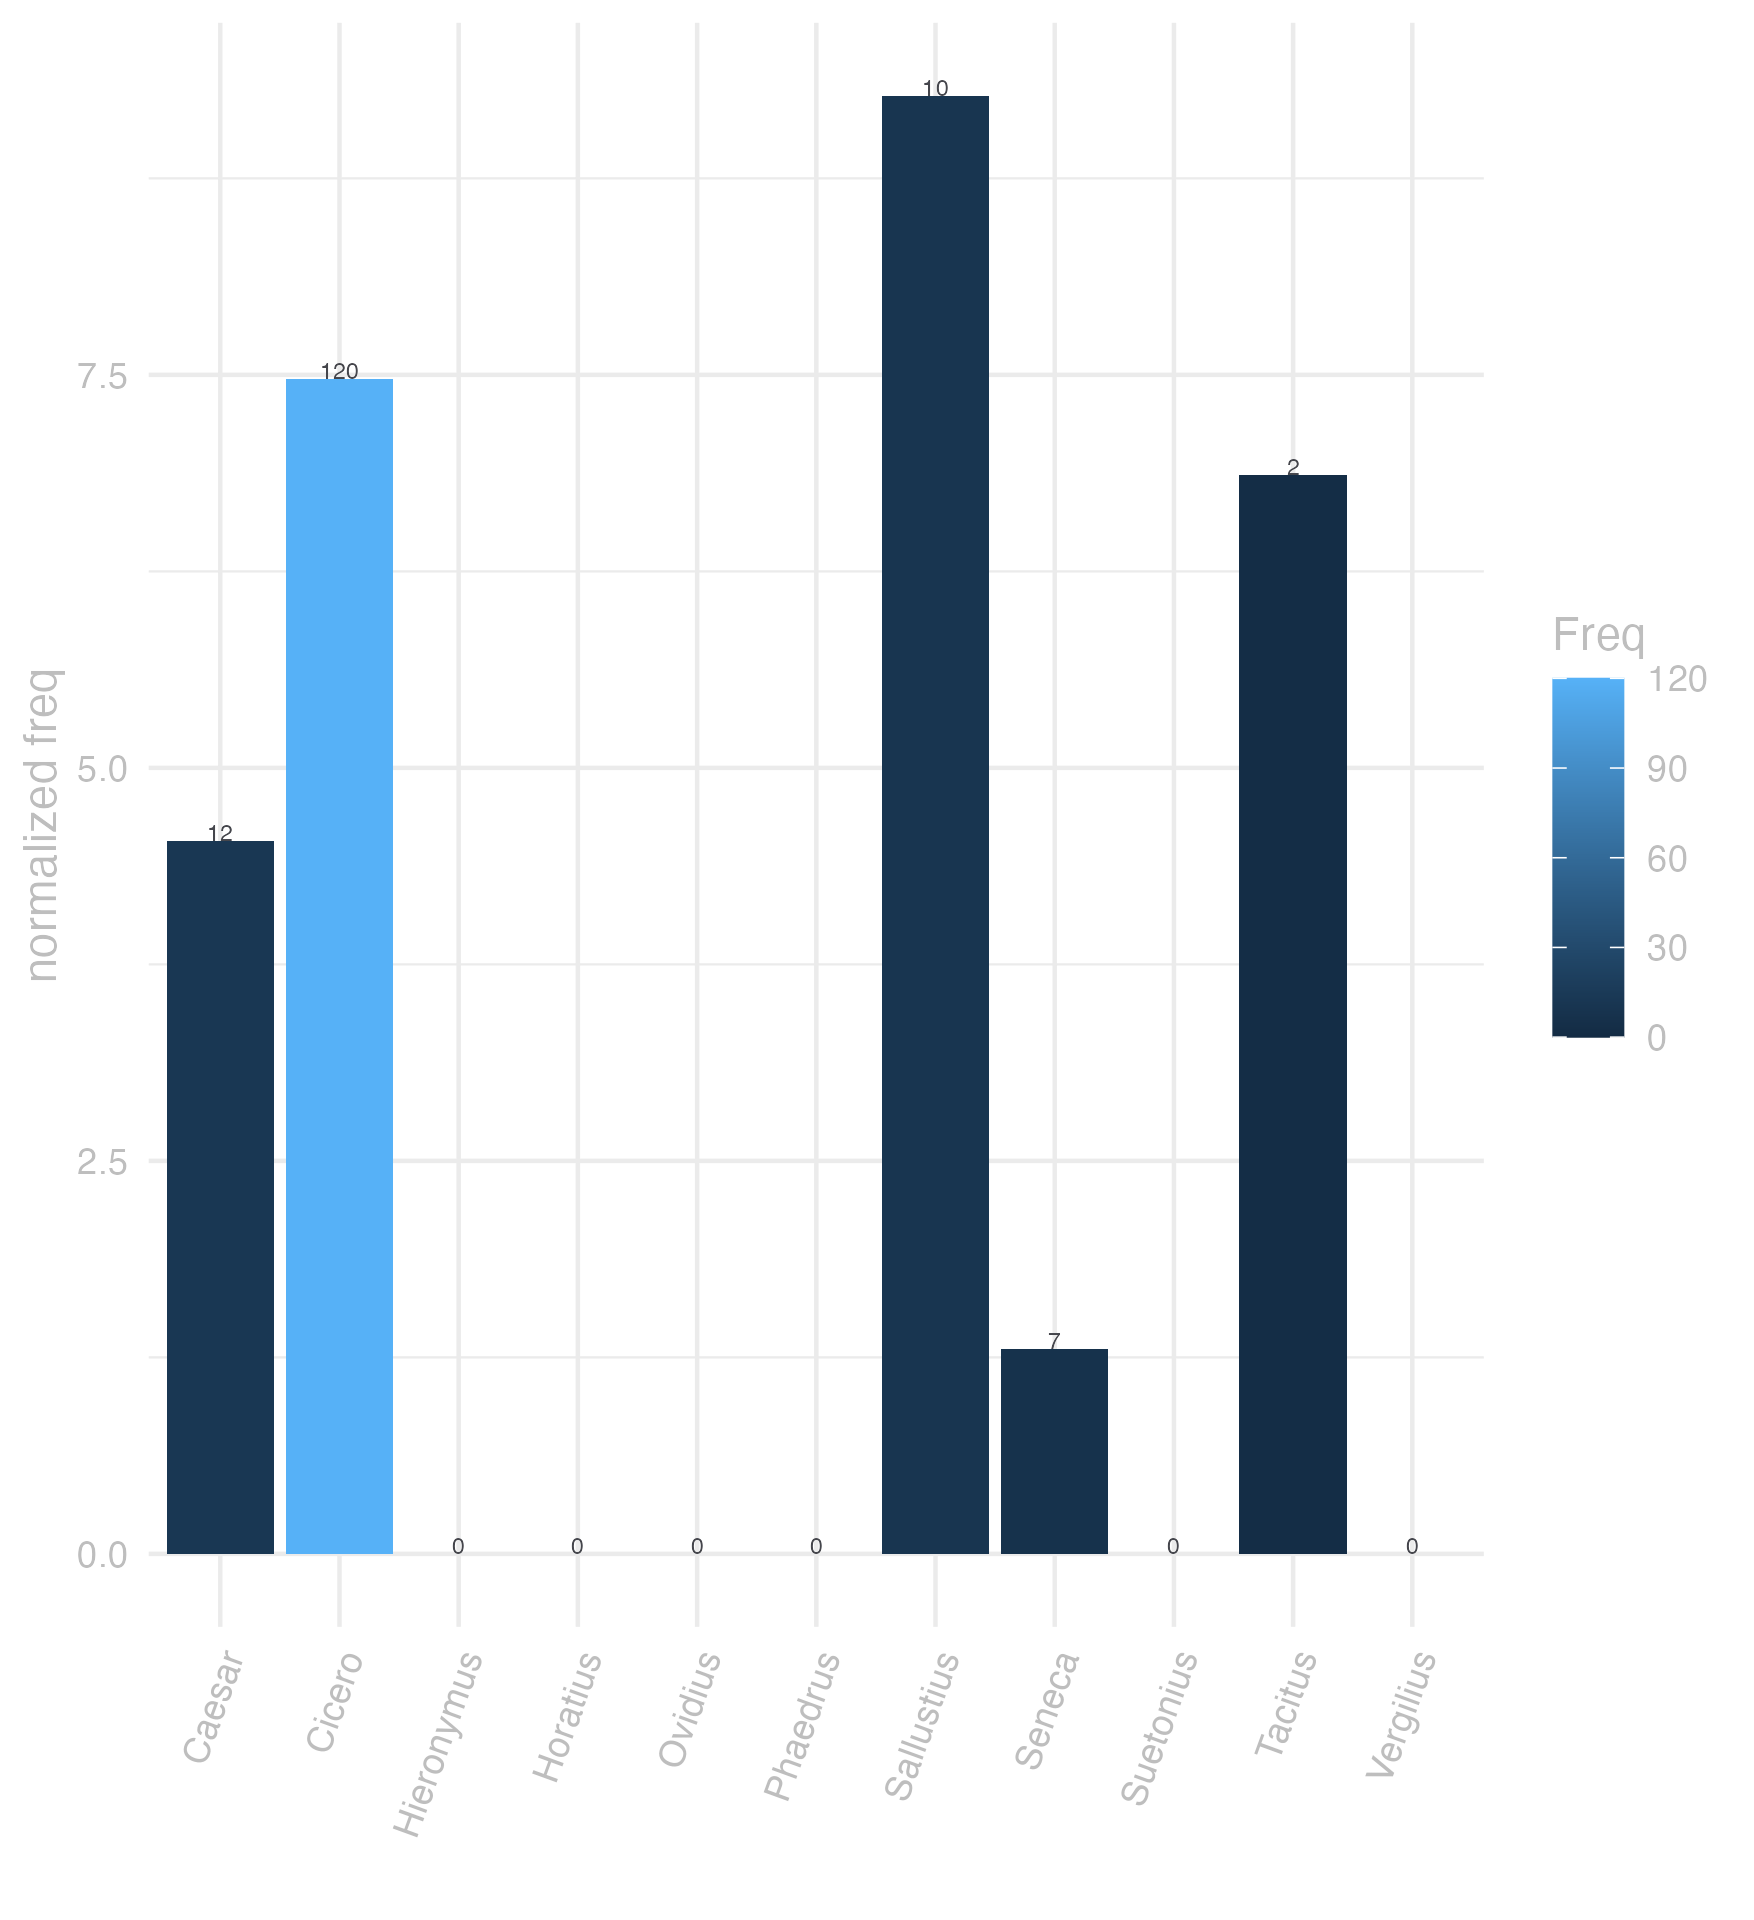 10
120
7.5
2
Freq
120
90
60
30
0
normalized freq
5.0
12
2.5
7
0.0
0
0
0
0
0
0
Caesar
Cicero
Hieronymus
Horatius
Ovidius
Phaedrus
Sallustius
Seneca
Suetonius
Tacitus
Vergilius